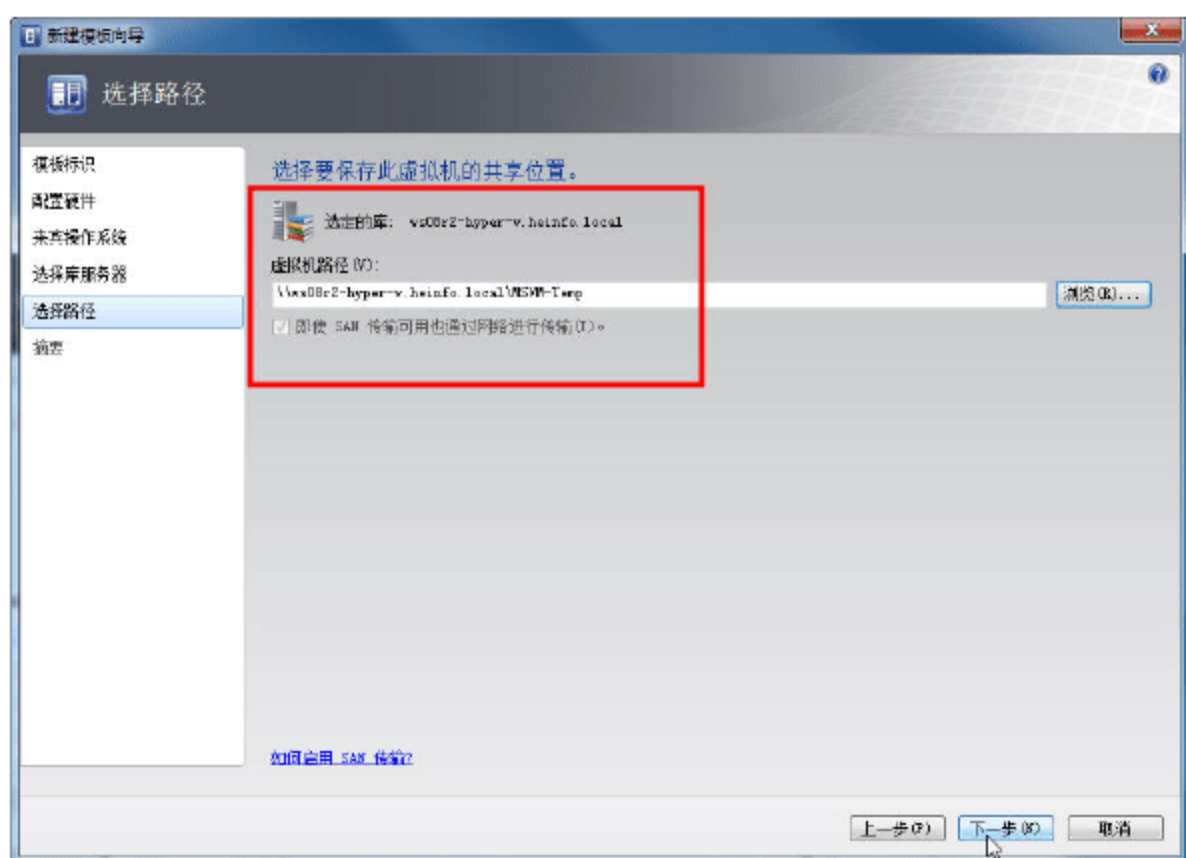 新建模板向导
选择路径
模板标识
配置硬件
来宾操作系统
选择库服务器
选择路径
摘要
选择要保存此虚拟机的共享位置。
选定的库: ws08r2-hyper-v.heinfo.local
虚拟机路径(V):
\\ws08r2-hyper-v.heinfo.local\MSVM-Temp
浏览(R)...
即使 SAN 传输可用也通过网络进行传输(T)。
如何启用 SAN 传输?
上一步(P)
下一步(N)
取消